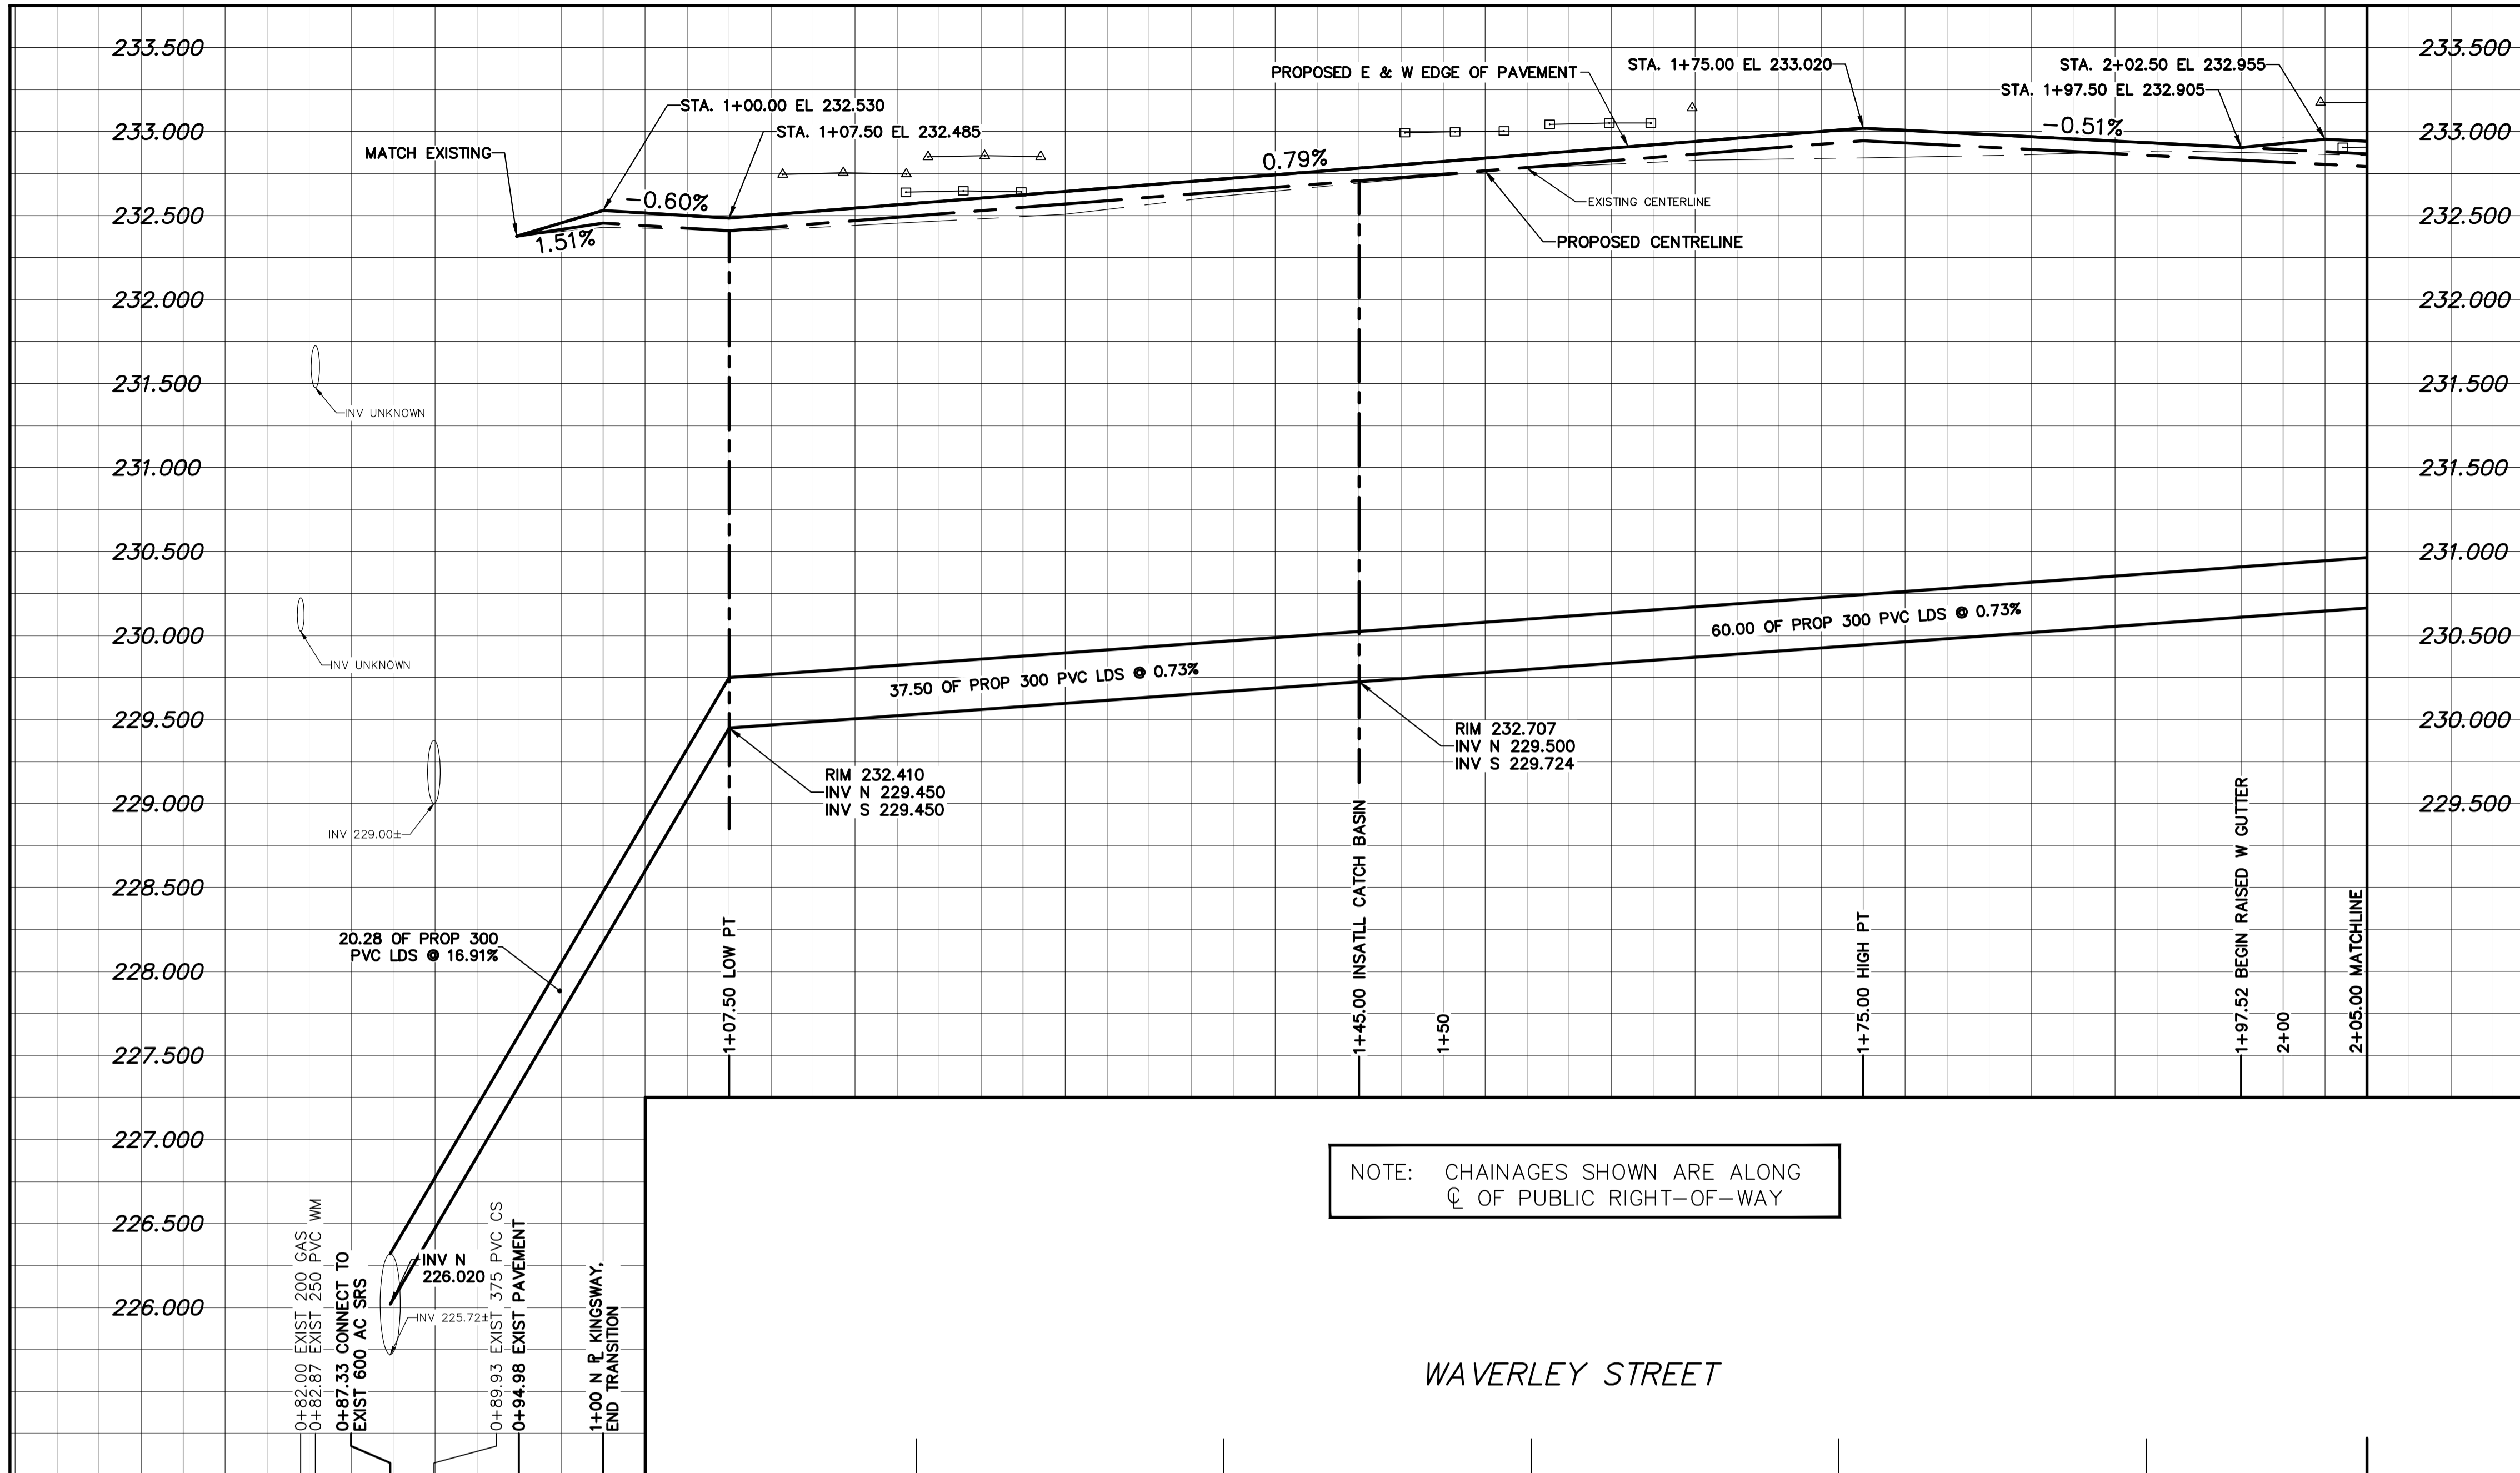 233.500
233.000
232.500
232.000
231.500
231.000
230.500
230.000
229.500
229.000
228.500
228.000
227.500
227.000
226.500
226.000
MATCH EXISTING
STA. 1+00.00 EL 232.530
STA. 1+07.50 EL 232.485
-0.60%
1.51%
0.79%
PROPOSED E & W EDGE OF PAVEMENT
STA. 1+75.00 EL 233.020
STA. 2+02.50 EL 232.955
STA. 1+97.50 EL 232.905
-0.51%
EXISTING CENTERLINE
PROPOSED CENTRELINE
233.500
233.000
232.500
232.000
231.500
231.500
231.000
230.500
230.000
229.500
INV UNKNOWN
INV UNKNOWN
INV 229.00±
37.50 OF PROP 300 PVC LDS @ 0.73%
60.00 OF PROP 300 PVC LDS @ 0.73%
RIM 232.410
INV N 229.450
INV S 229.450
RIM 232.707
INV N 229.500
INV S 229.724
20.28 OF PROP 300
PVC LDS @ 16.91%
1+07.50 LOW PT
1+45.00 INSATLL CATCH BASIN
1+50
1+75.00 HIGH PT
1+97.52 BEGIN RAISED W GUTTER
2+00
2+05.00 MATCHLINE
INV N
226.020
INV 225.72±
0+82.00 EXIST 200 GAS
0+82.87 EXIST 250 PVC WM
0+87.33 CONNECT TO
EXIST 600 AC SRS
0+89.93 EXIST 375 PVC CS
0+94.98 EXIST PAVEMENT
1+00 N PL KINGSWAY,
END TRANSITION
NOTE: CHAINAGES SHOWN ARE ALONG
℄ OF PUBLIC RIGHT-OF-WAY
WAVERLEY STREET